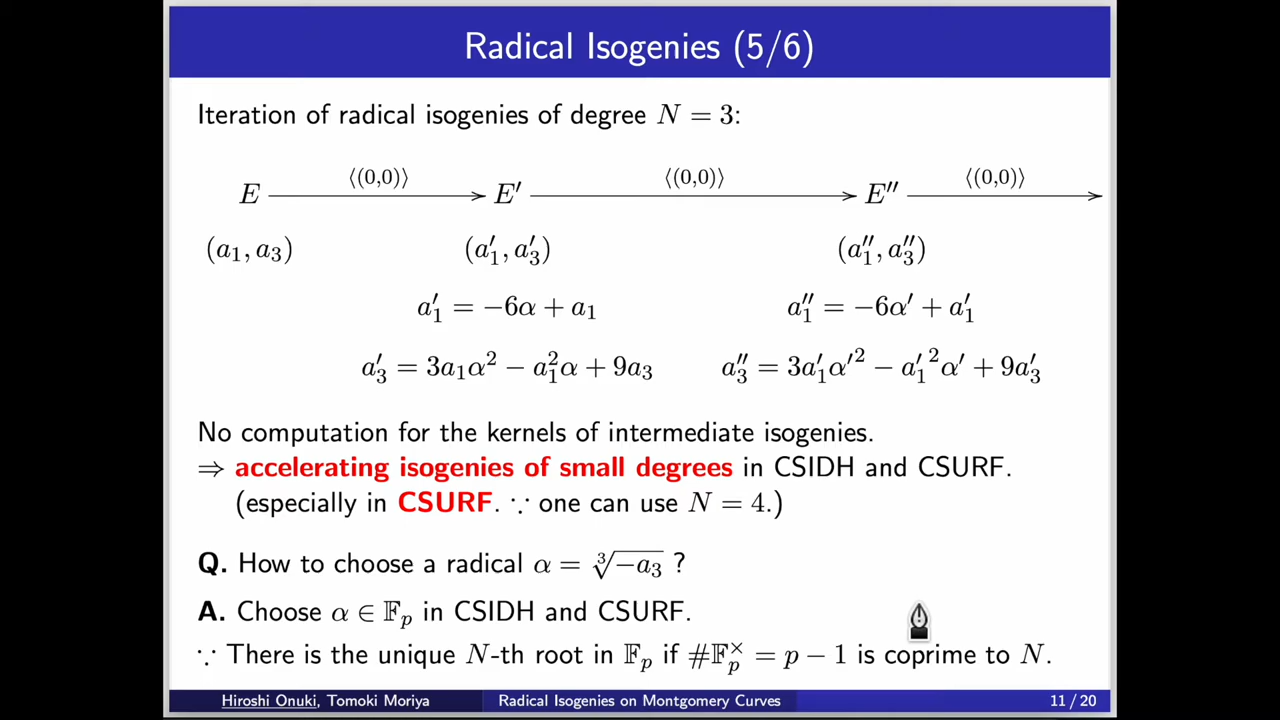 Radical Isogenies (5/6)
Iteration of radical isogenies of degree N = 3:
⟨(0,0)⟩ ⟨(0,0)⟩ ⟨(0,0)⟩
E E′ E″
(a₁, a₃) (a′₁, a′₃) (a″₁, a″₃)
a′₁ = −6α + a₁ a″₁ = −6α′ + a′₁
a′₃ = 3a₁α² − a₁²α + 9a₃ a″₃ = 3a′₁α′² − a′₁²α′ + 9a′₃
No computation for the kernels of intermediate isogenies.
⇒ accelerating isogenies of small degrees in CSIDH and CSURF.
(especially in CSURF. ∵ one can use N = 4.)
Q. How to choose a radical α = ∛−a₃ ?
A. Choose α ∈ 𝔽ₚ in CSIDH and CSURF.
∵ There is the unique N-th root in 𝔽ₚ if #𝔽ₚ× = p − 1 is coprime to N.
Hiroshi Onuki, Tomoki Moriya Radical Isogenies on Montgomery Curves 11 / 20